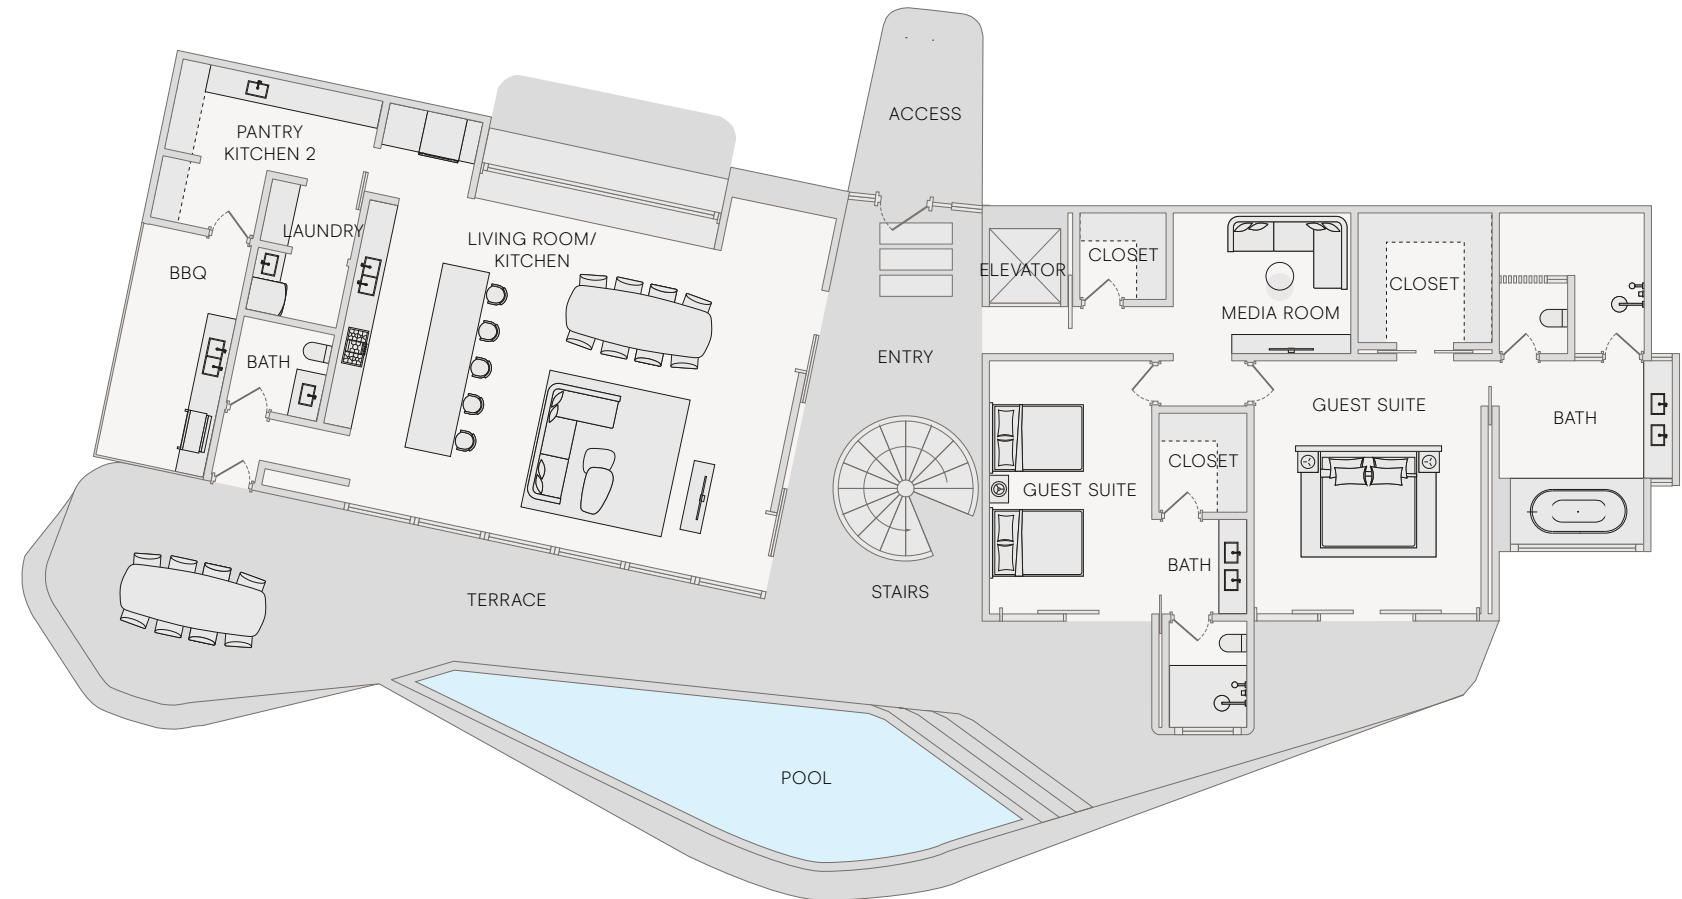 ACCESS
PANTRY
KITCHEN 2
LAUNDRY
LIVING ROOM/
KITCHEN
BBQ
ELEVATOR
CLOSET
CLOSET
MEDIA ROOM
BATH
ENTRY
GUEST SUITE
BATH
CLOSET
GUEST SUITE
BATH
STAIRS
TERRACE
POOL